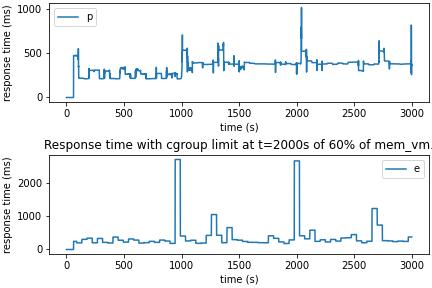 1000
500
0
response time (ms)
p
0 500 1000 1500 2000 2500 3000
time (s)
Response time with cgroup limit at t=2000s of 60% of mem_vm.
2000
1000
0
response time (ms)
e
0 500 1000 1500 2000 2500 3000
time (s)